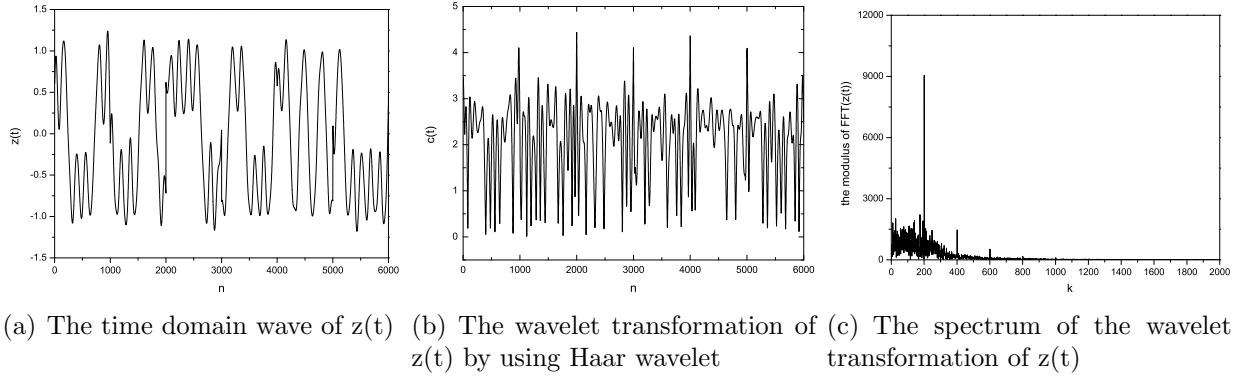 1.5
1.0
0.5
0.0
-0.5
-1.0
-1.5
z(t)
0 1000 2000 3000 4000 5000 6000
n
5
4
3
2
1
0
c(t)
0 1000 2000 3000 4000 5000 6000
n
12000
9000
6000
3000
0
the modulus of FFT(z(t))
0 200 400 600 800 1000 1200 1400 1600 1800 2000
k
(a) The time domain wave of z(t)
(b) The wavelet transformation of
z(t) by using Haar wavelet
(c) The spectrum of the wavelet
transformation of z(t)